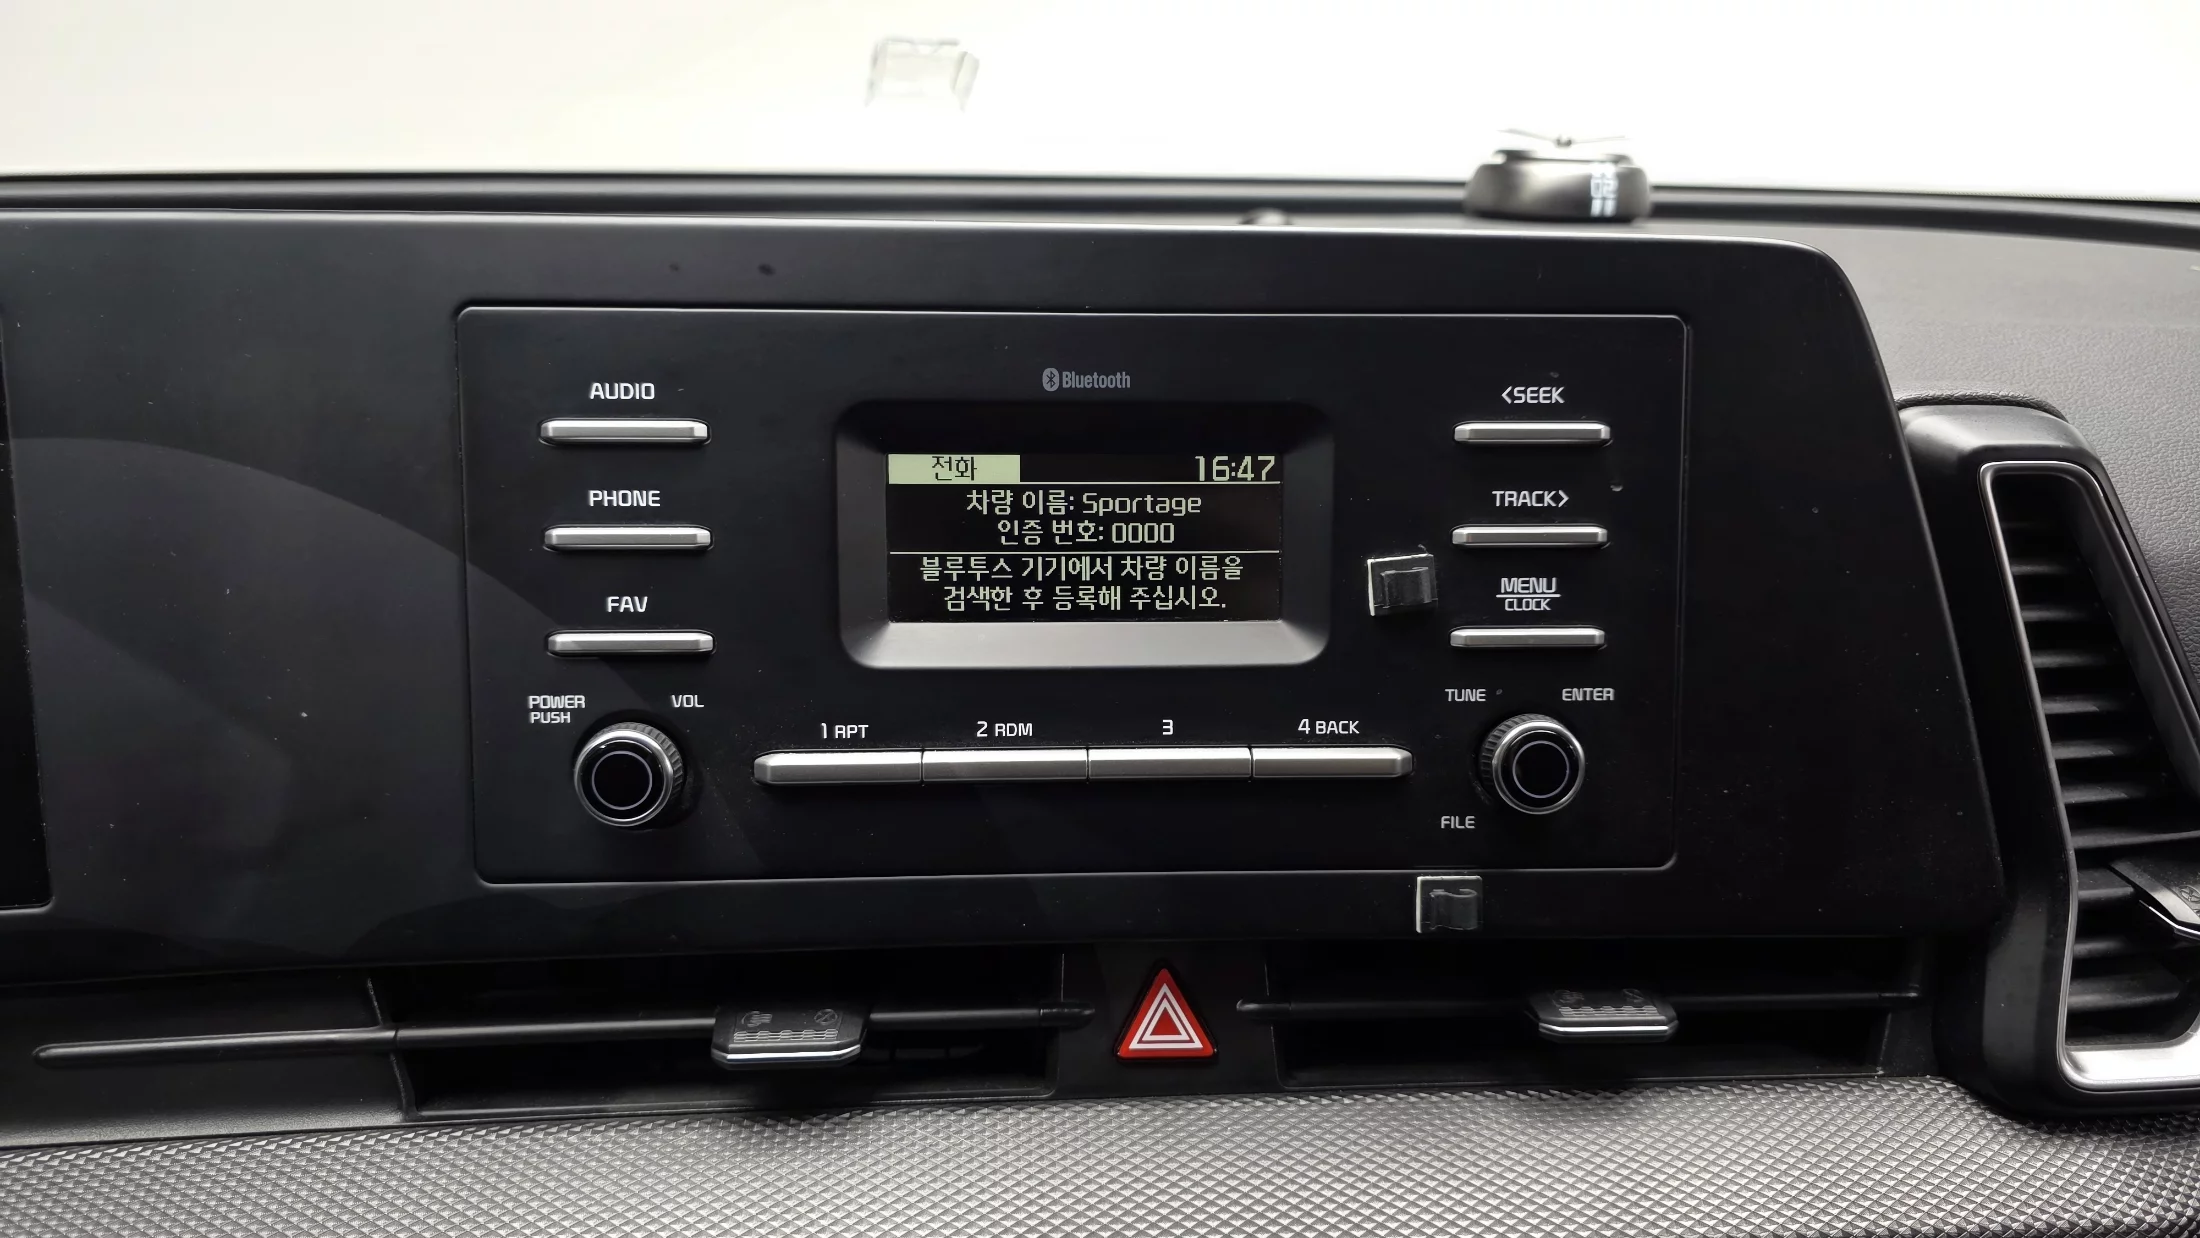 Bluetooth
AUDIO
<SEEK
전화 16:47
차량 이름: Sportage
인증 번호: 0000
블루투스 기기에서 차량 이름을
검색한 후 등록해 주십시오.
PHONE
TRACK>
FAV
MENU
CLOCK
POWER
PUSH
VOL
TUNE
ENTER
1 RPT
2 RDM
3
4 BACK
FILE